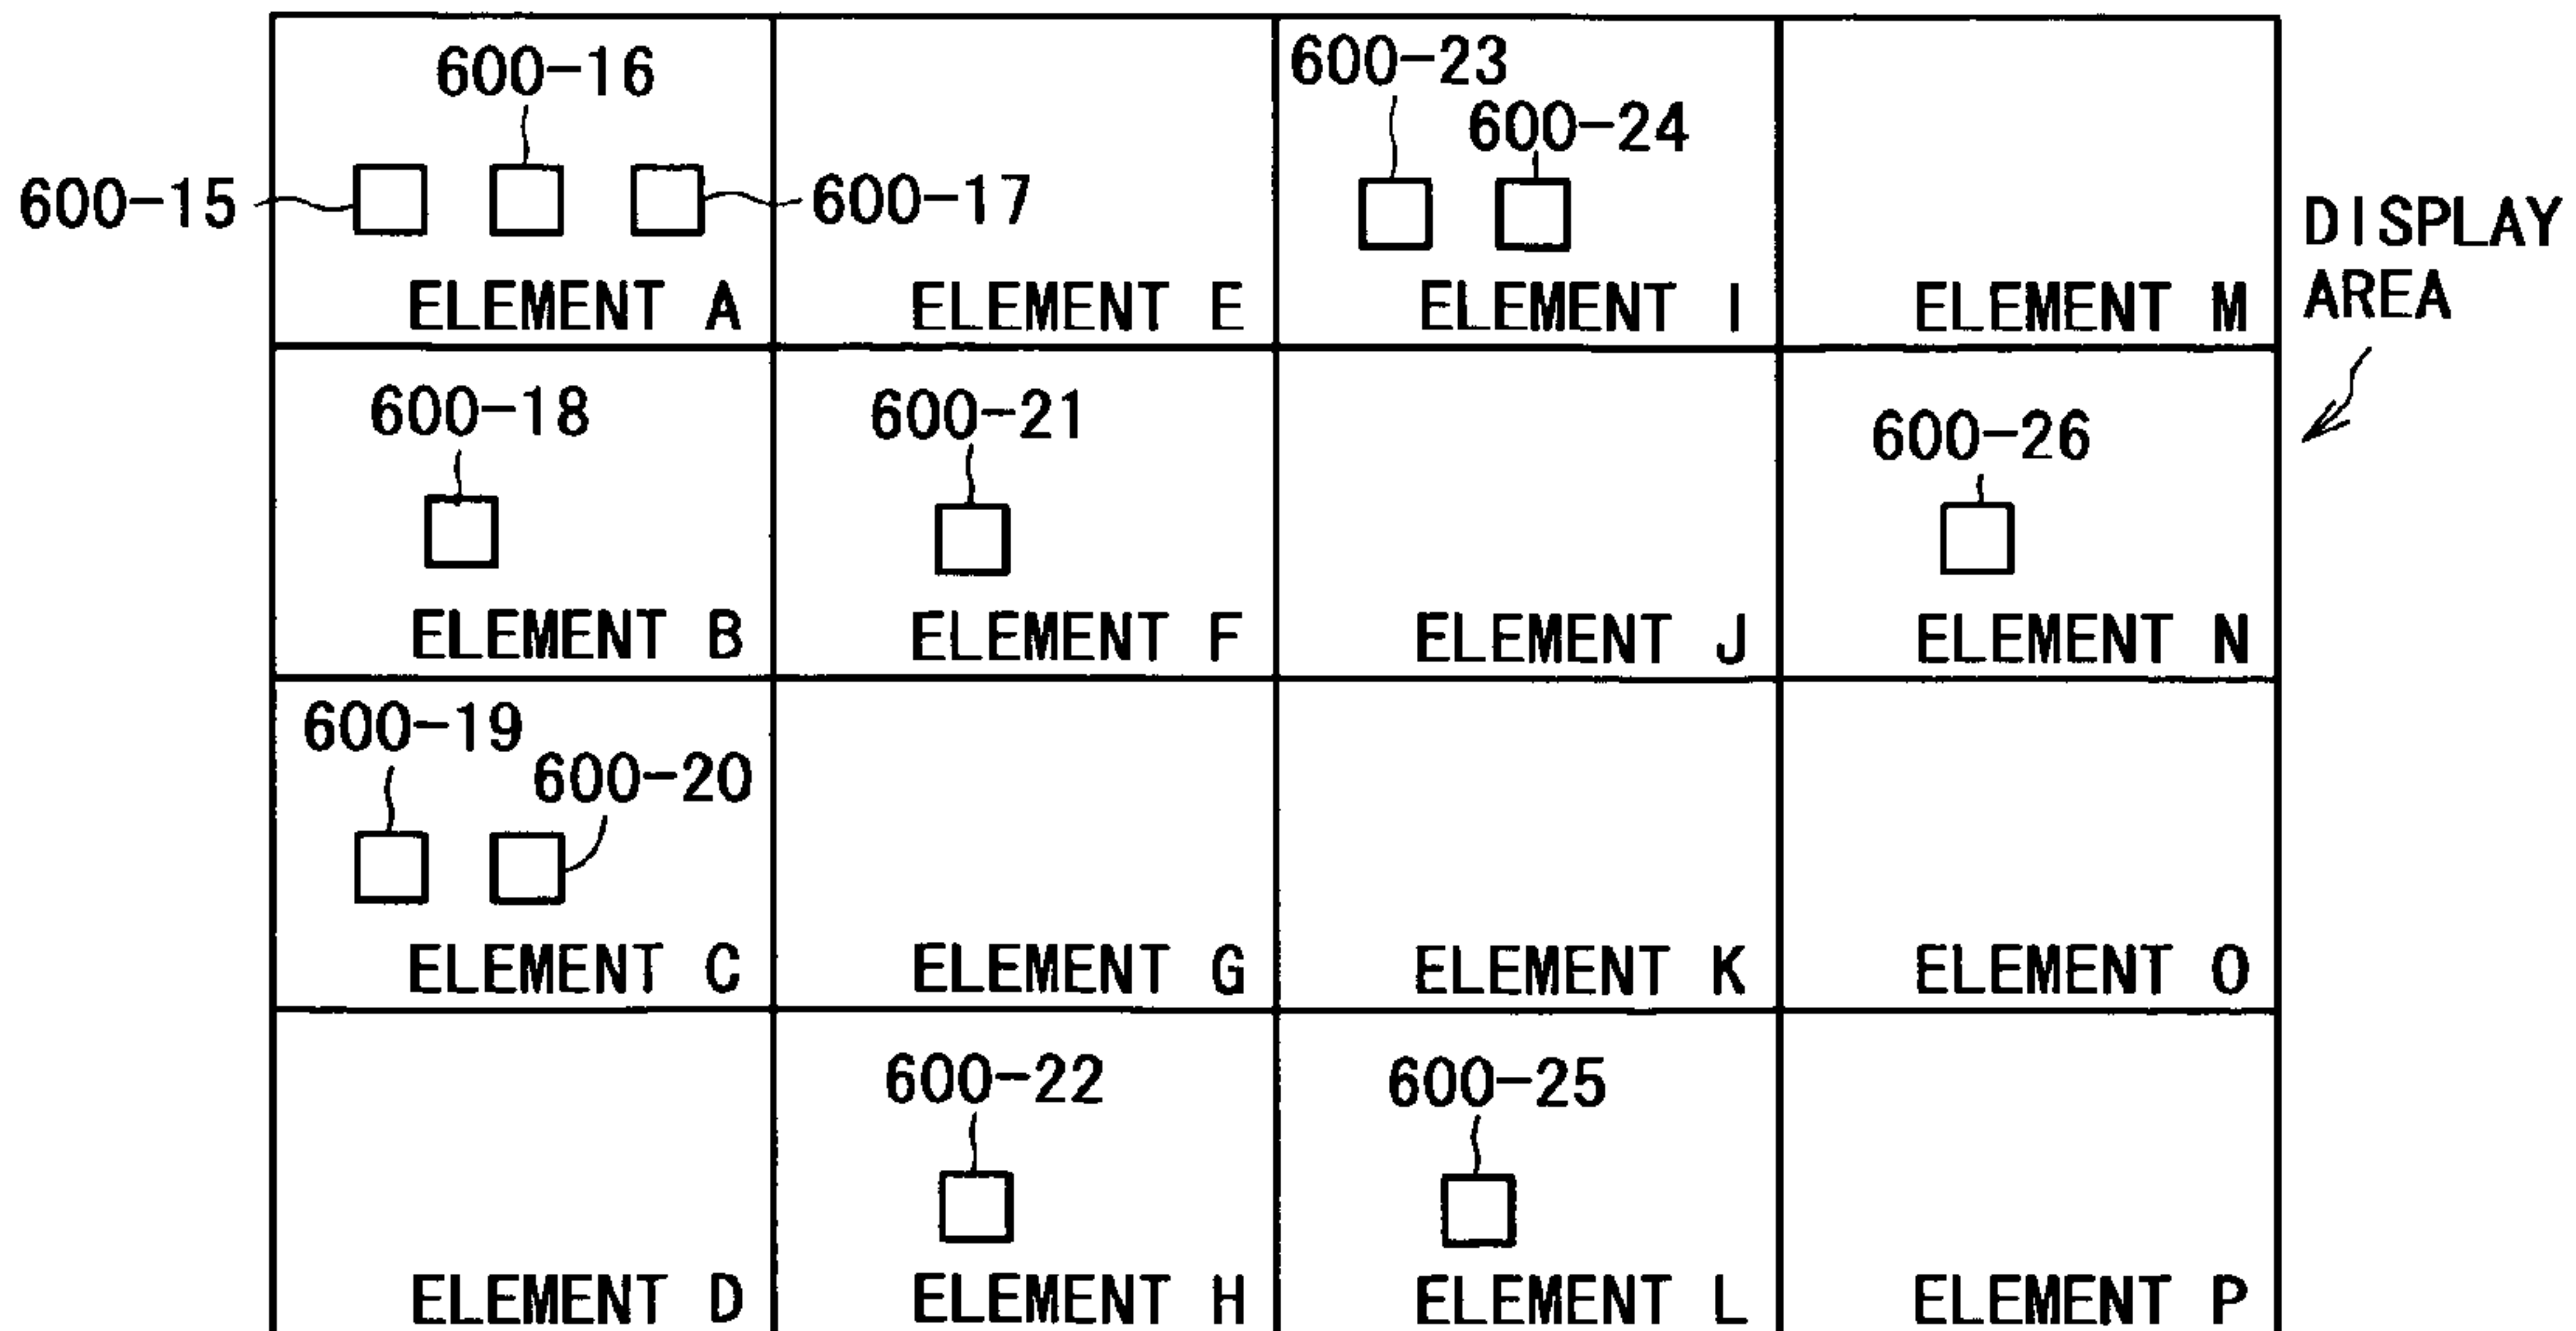 600-16
600-15
600-17
ELEMENT A
ELEMENT E
600-23
600-24
ELEMENT I
ELEMENT M
DISPLAY
AREA
600-18
ELEMENT B
600-21
ELEMENT F
ELEMENT J
600-26
ELEMENT N
600-19
600-20
ELEMENT C
ELEMENT G
ELEMENT K
ELEMENT O
ELEMENT D
600-22
ELEMENT H
600-25
ELEMENT L
ELEMENT P